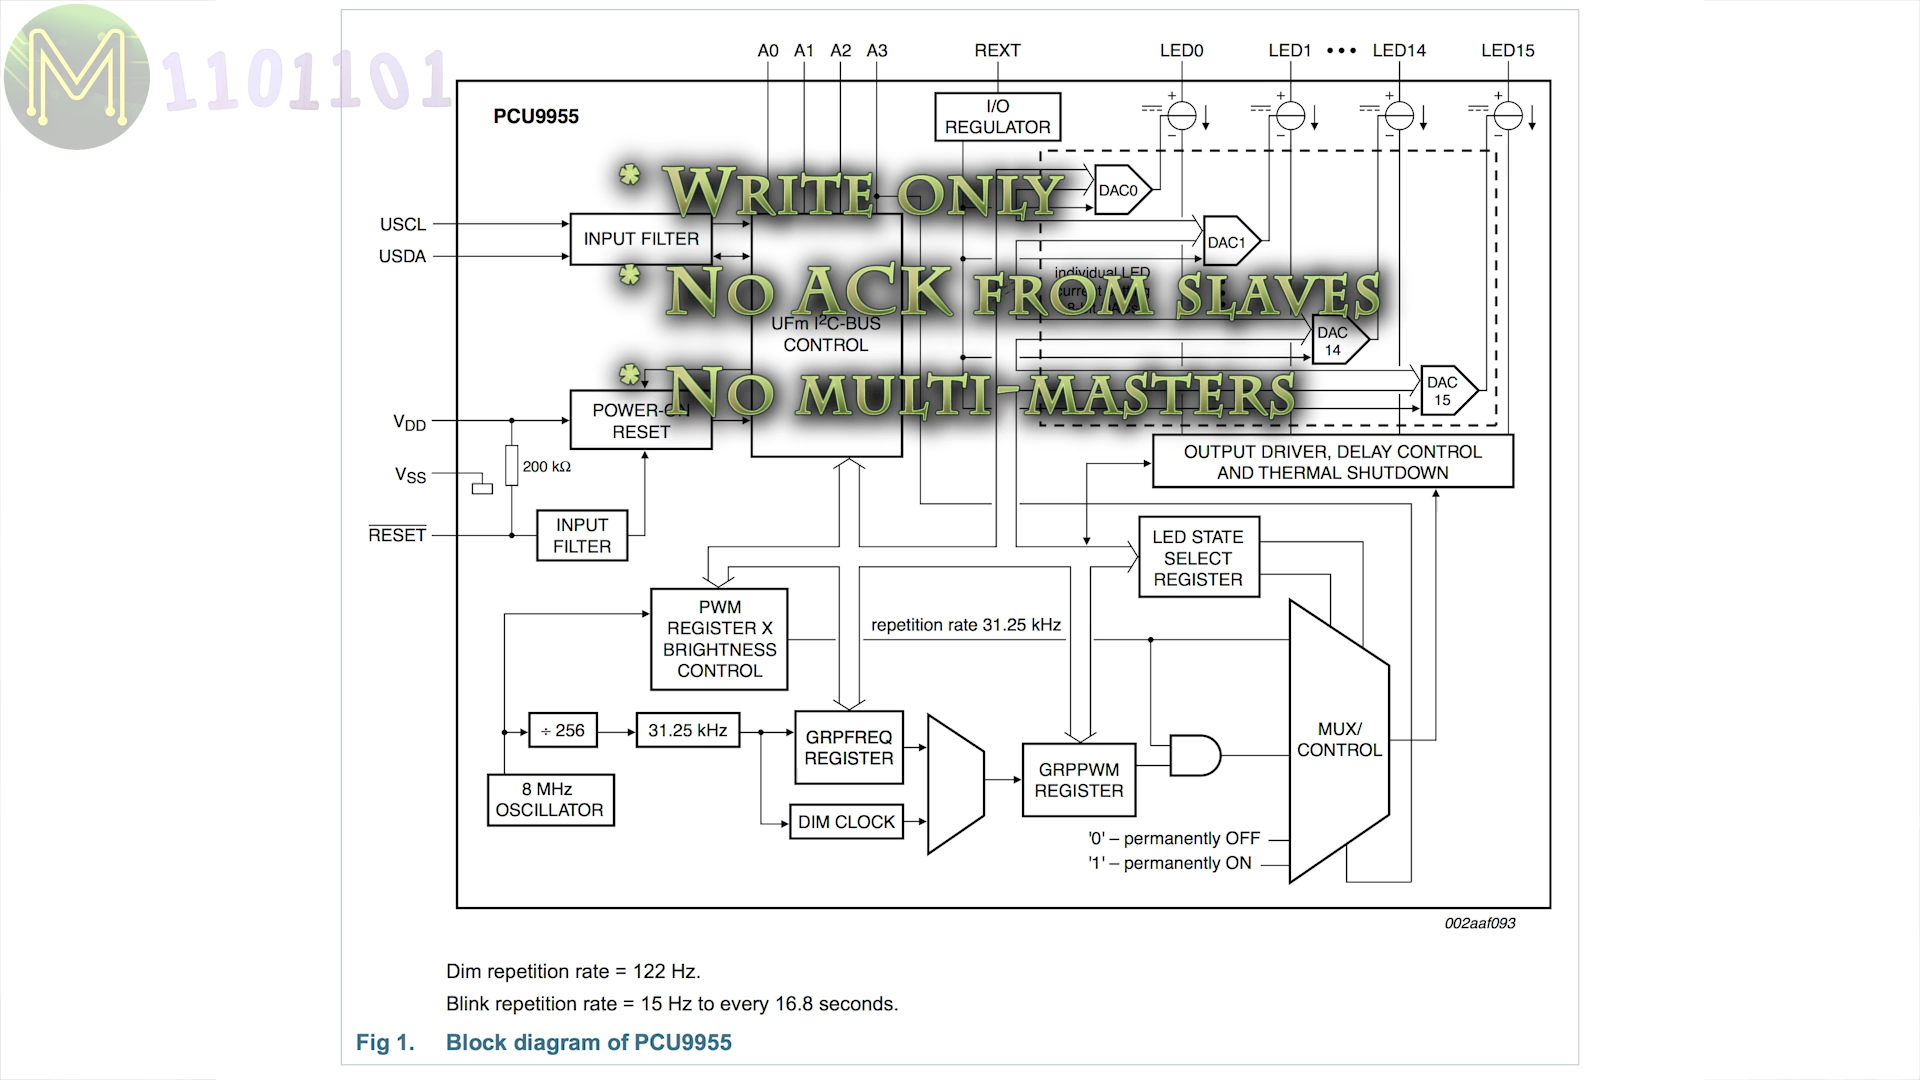 M 1101101
A0 A1 A2 A3 REXT LED0 LED1 ••• LED14 LED15
PCU9955
I/O
REGULATOR
+ + + +
− − − −
* Write only
DAC0
USCL
USDA
INPUT FILTER
DAC1
* No ACK from slaves
individual LED
UFm I²C-BUS
CONTROL
DAC
14
* No multi-masters
DAC
15
VDD
POWER-ON
RESET
200 kΩ
VSS
OUTPUT DRIVER, DELAY CONTROL
AND THERMAL SHUTDOWN
RESET
INPUT
FILTER
LED STATE
SELECT
REGISTER
PWM
REGISTER X
BRIGHTNESS
CONTROL
repetition rate 31.25 kHz
÷ 256
31.25 kHz
GRPFREQ
REGISTER
MUX/
CONTROL
GRPPWM
REGISTER
8 MHz
OSCILLATOR
DIM CLOCK
'0' – permanently OFF
'1' – permanently ON
002aaf093
Dim repetition rate = 122 Hz.
Blink repetition rate = 15 Hz to every 16.8 seconds.
Fig 1. Block diagram of PCU9955